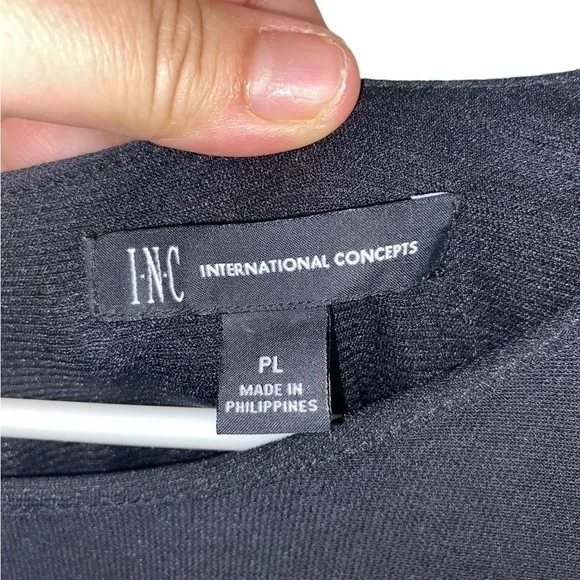 I·N·C INTERNATIONAL CONCEPTS
PL
MADE IN
PHILIPPINES